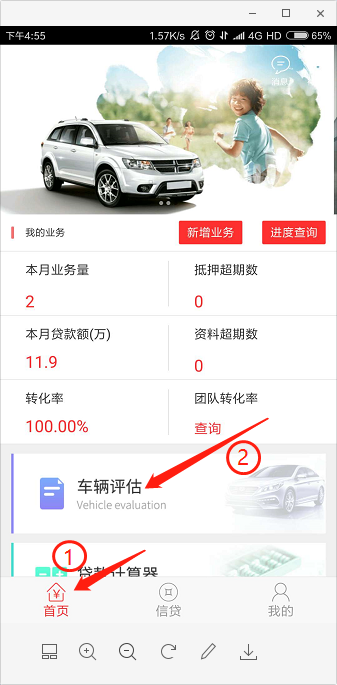 下午4:55
1.57K/s 4G HD 65%
消息
我的业务
新增业务
进度查询
本月业务量
2
抵押超期数
0
本月贷款额(万)
11.9
资料超期数
0
转化率
100.00%
团队转化率
查询
②
车辆评估
Vehicle evaluation
①
贷款计算器
首页
信贷
我的